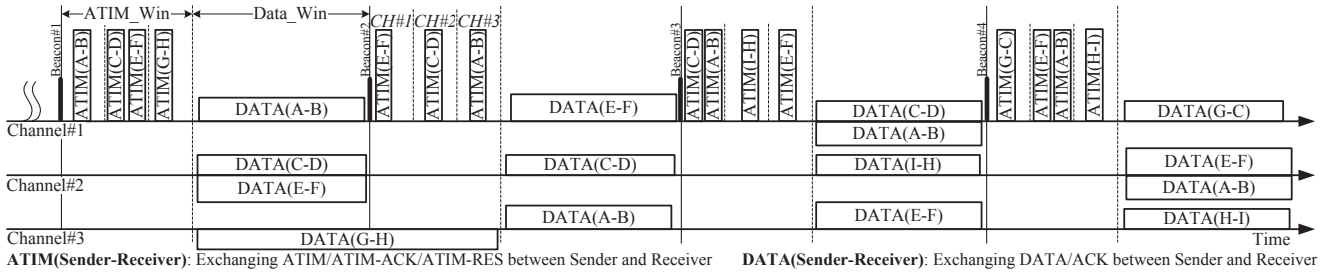 ATIM_Win Data_Win CH#1 CH#2 CH#3
Beacon#1 ATIM(A-B) ATIM(C-D) ATIM(E-F) ATIM(G-H) Beacon#2 ATIM(E-F) ATIM(C-D) ATIM(A-B) Beacon#3 ATIM(C-D) ATIM(A-B) ATIM(I-H) ATIM(E-F) Beacon#4 ATIM(G-C) ATIM(E-F) ATIM(A-B) ATIM(H-I)
DATA(A-B) DATA(E-F) DATA(C-D) DATA(G-C)
Channel#1 DATA(A-B)
DATA(C-D) DATA(C-D) DATA(I-H) DATA(E-F)
Channel#2 DATA(E-F) DATA(A-B)
DATA(A-B) DATA(E-F) DATA(H-I)
Channel#3 DATA(G-H) Time
ATIM(Sender-Receiver): Exchanging ATIM/ATIM-ACK/ATIM-RES between Sender and Receiver DATA(Sender-Receiver): Exchanging DATA/ACK between Sender and Receiver